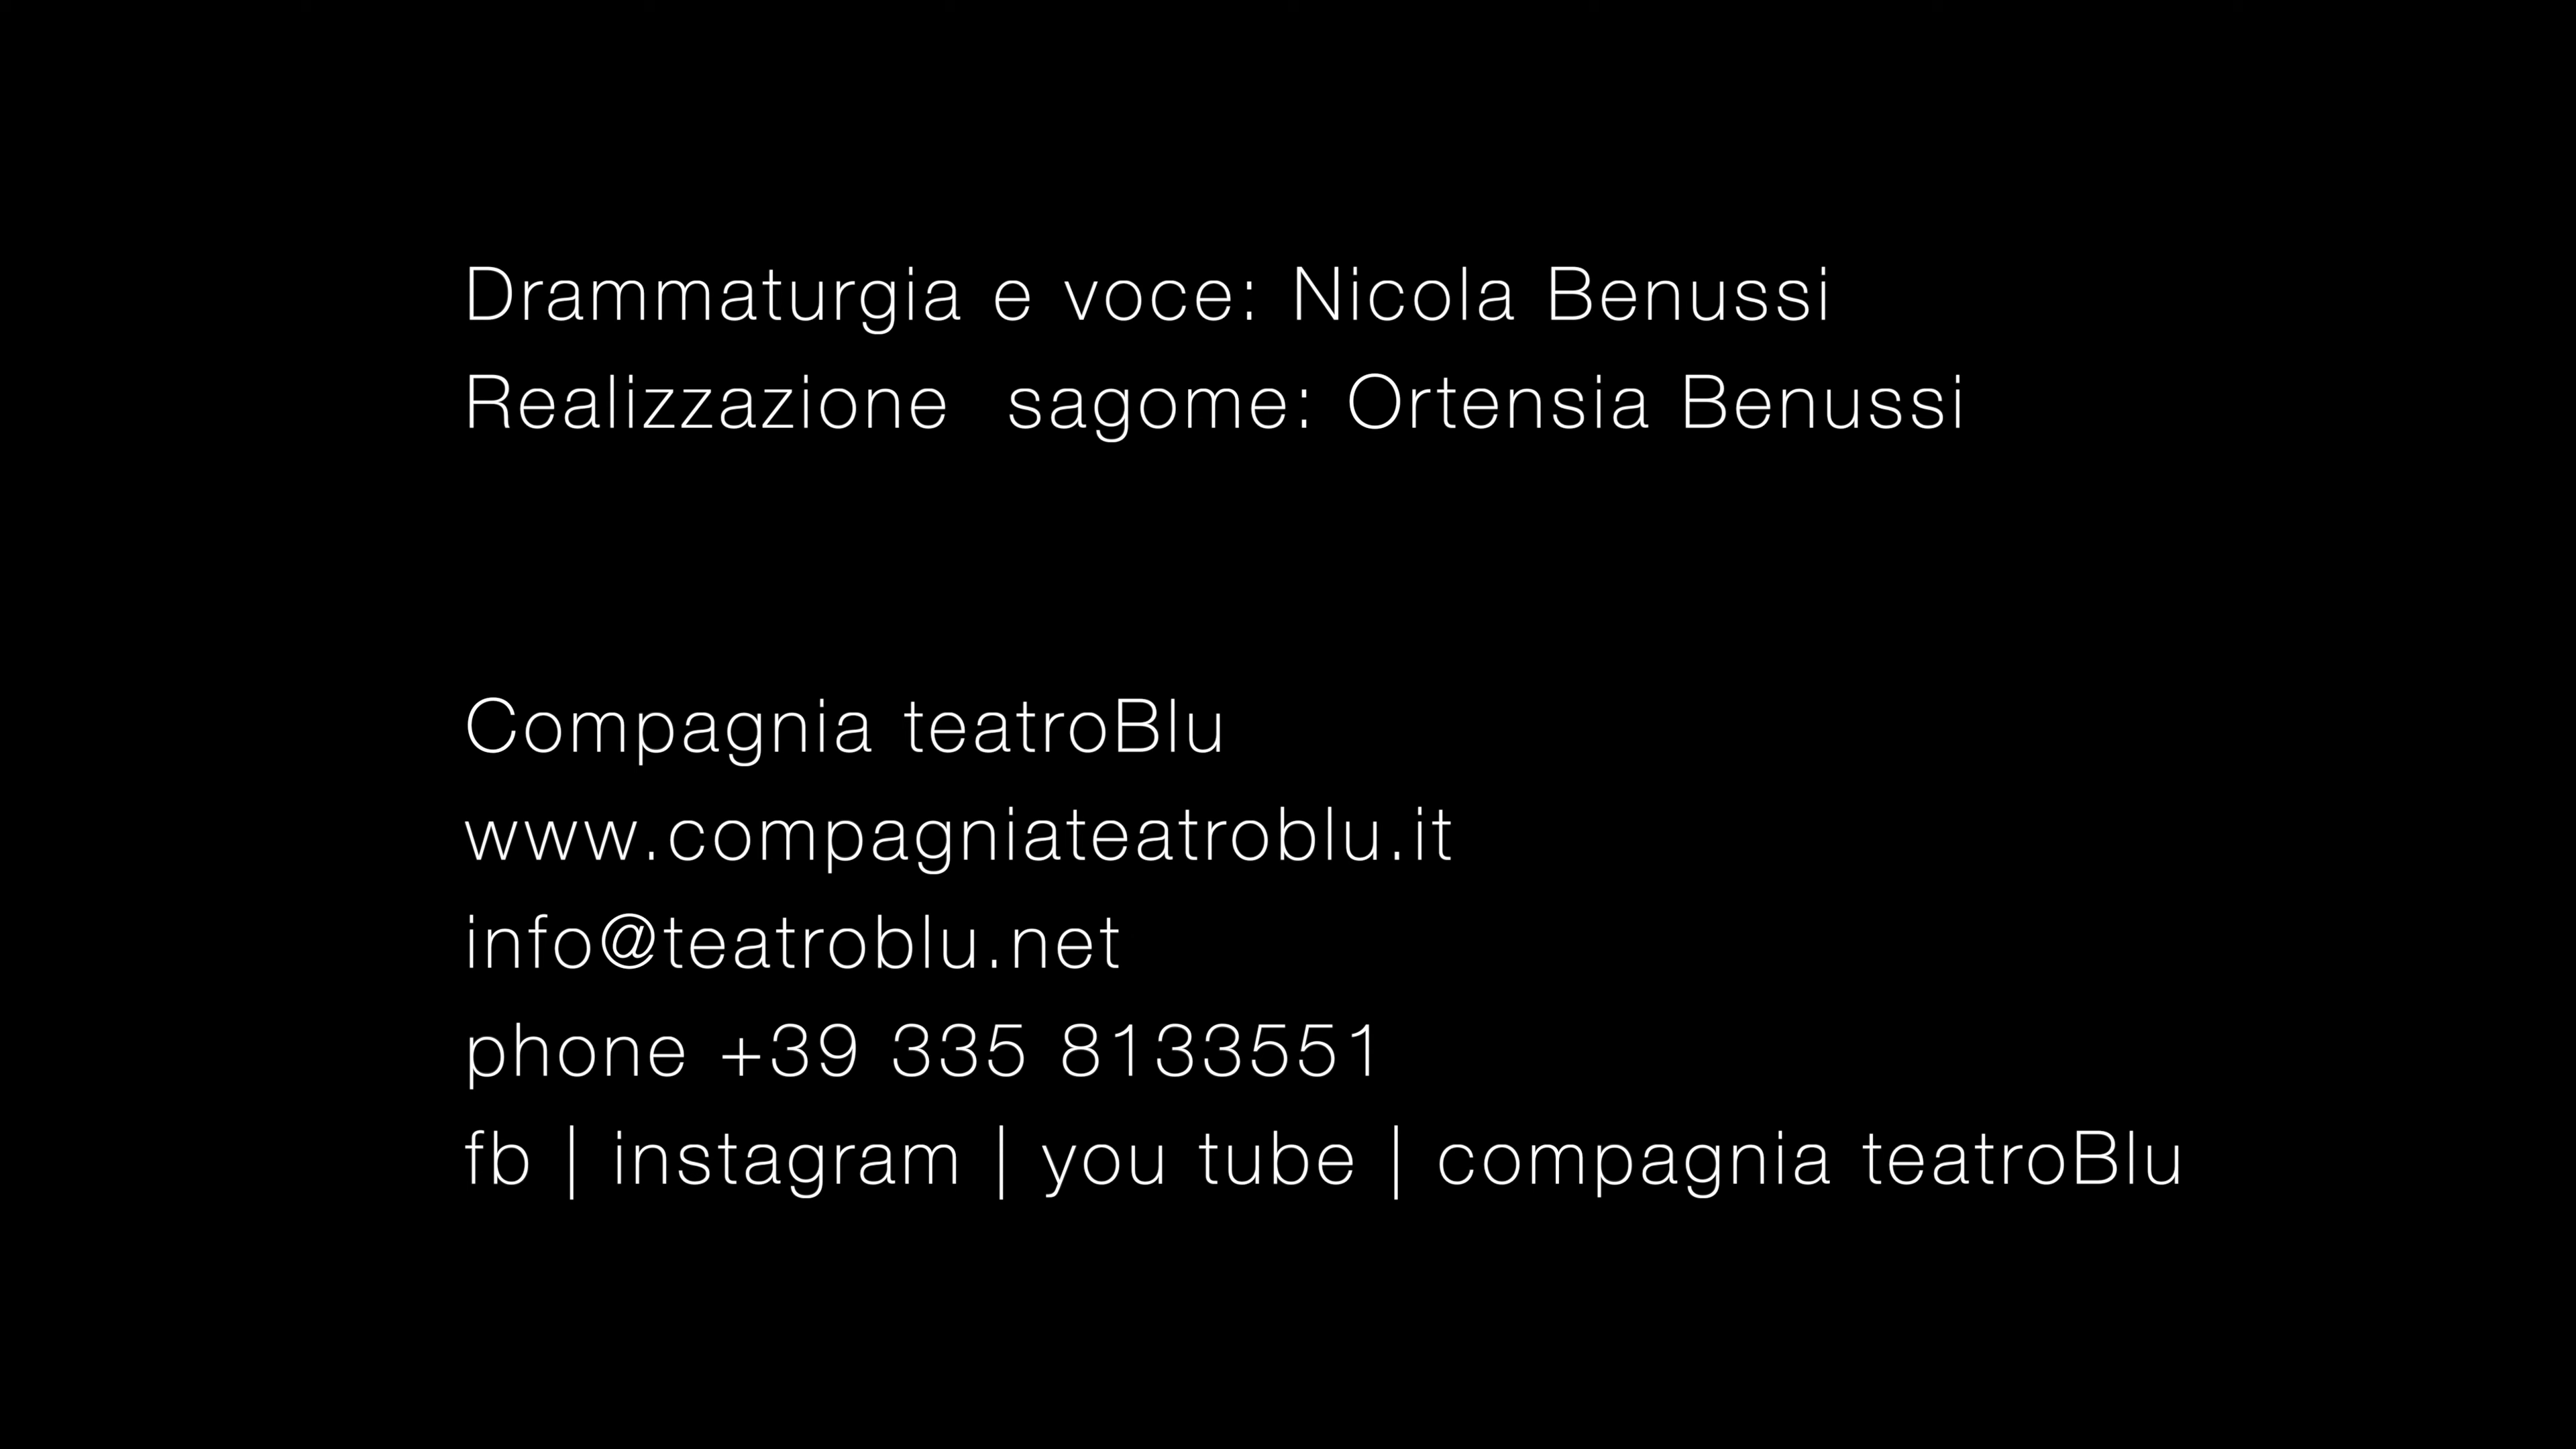 Drammaturgia e voce: Nicola Benussi
Realizzazione  sagome: Ortensia Benussi
Compagnia teatroBlu
www.compagniateatroblu.it
info@teatroblu.net
phone +39 335 8133551
fb | instagram | you tube | compagnia teatroBlu